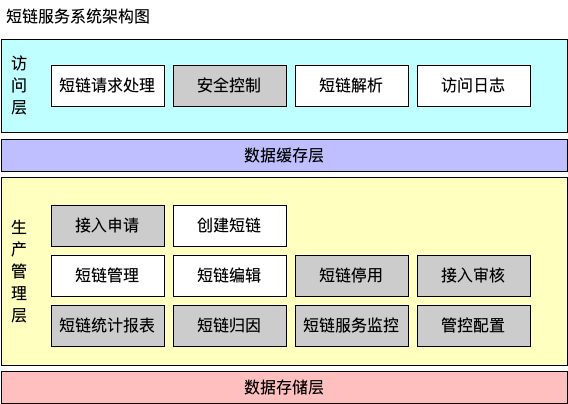 短链服务系统架构图
访问层
短链请求处理
安全控制
短链解析
访问日志
数据缓存层
生产管理层
接入申请
创建短链
短链管理
短链编辑
短链停用
接入审核
短链统计报表
短链归因
短链服务监控
管控配置
数据存储层